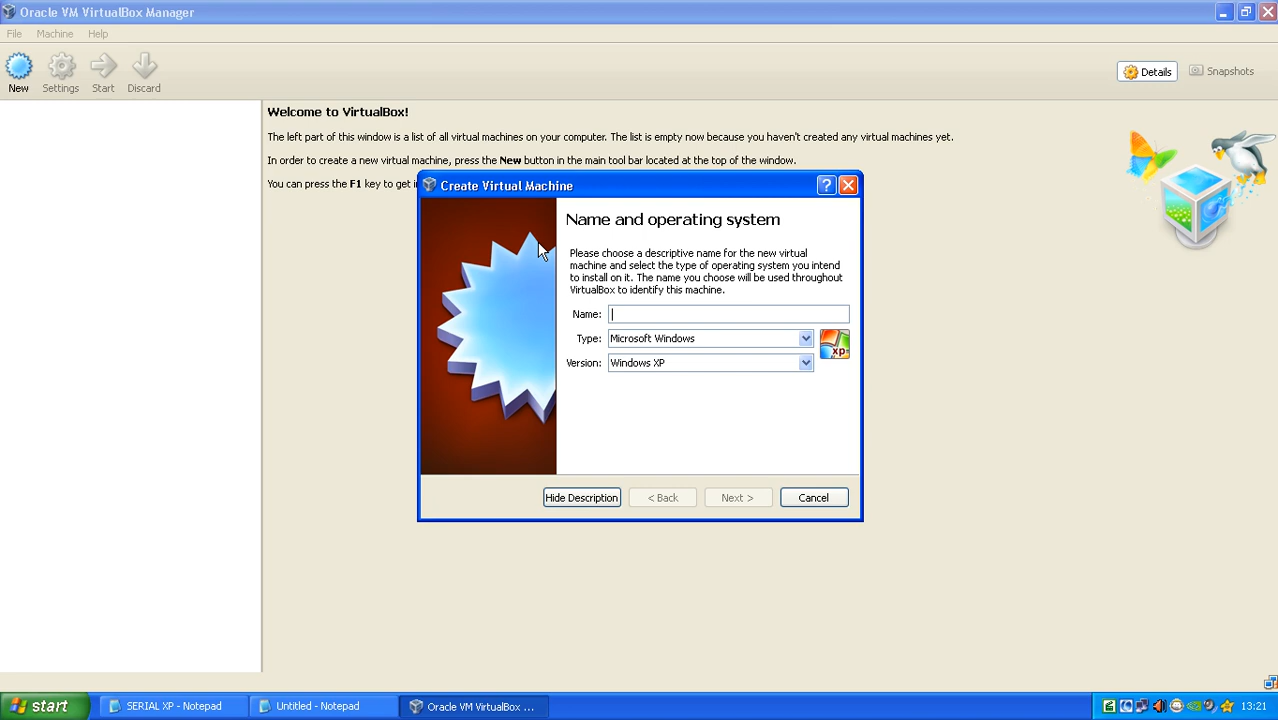 Oracle VM VirtualBox Manager
File Machine Help
New Settings Start Discard
Details Snapshots
Welcome to VirtualBox!
The left part of this window is a list of all virtual machines on your computer. The list is empty now because you haven't created any virtual machines yet.
In order to create a new virtual machine, press the New button in the main tool bar located at the top of the window.
You can press the F1 key to get i
Create Virtual Machine
Name and operating system
Please choose a descriptive name for the new virtual
machine and select the type of operating system you intend
to install on it. The name you choose will be used throughout
VirtualBox to identify this machine.
Name:
Type: Microsoft Windows
xp
Version: Windows XP
Hide Description < Back Next > Cancel
start SERIAL XP - Notepad Untitled - Notepad Oracle VM VirtualBox ... 13:21